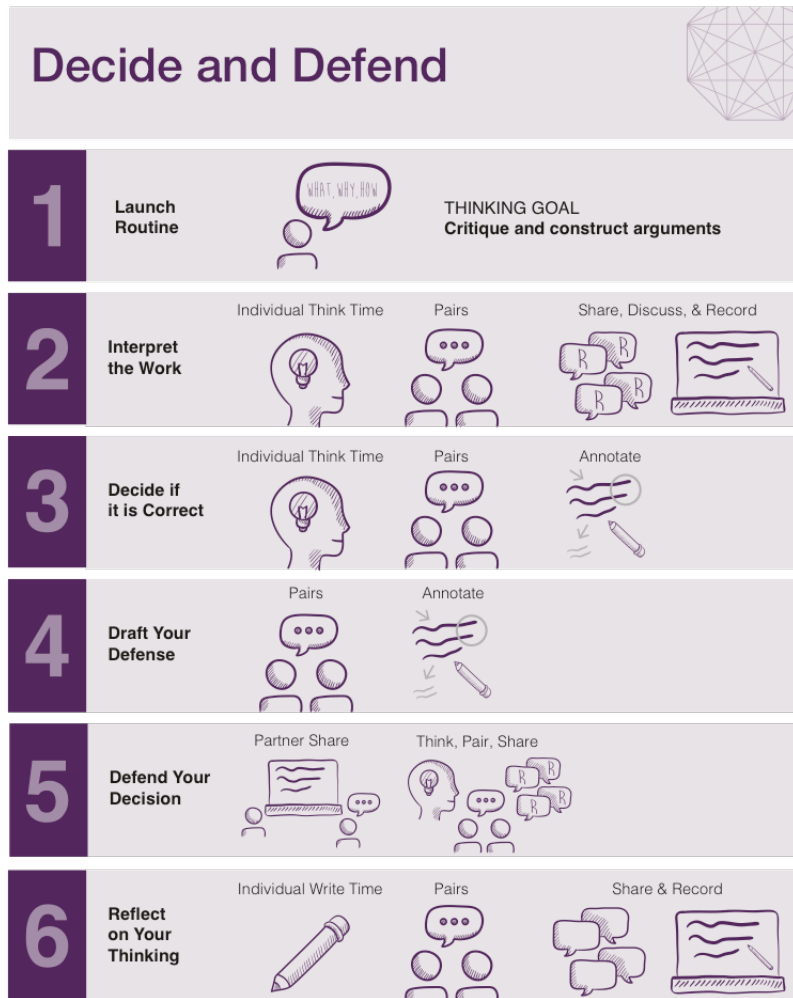 Decide and Defend
1
Launch
Routine
WHAT, WHY, HOW
THINKING GOAL
Critique and construct arguments
2
Interpret
the Work
Individual Think Time
Pairs
Share, Discuss, & Record
R
R
R
R
3
Decide if
it is Correct
Individual Think Time
Pairs
Annotate
4
Draft Your
Defense
Pairs
Annotate
5
Defend Your
Decision
Partner Share
Think, Pair, Share
R
R
R
R
6
Reflect
on Your
Thinking
Individual Write Time
Pairs
Share & Record